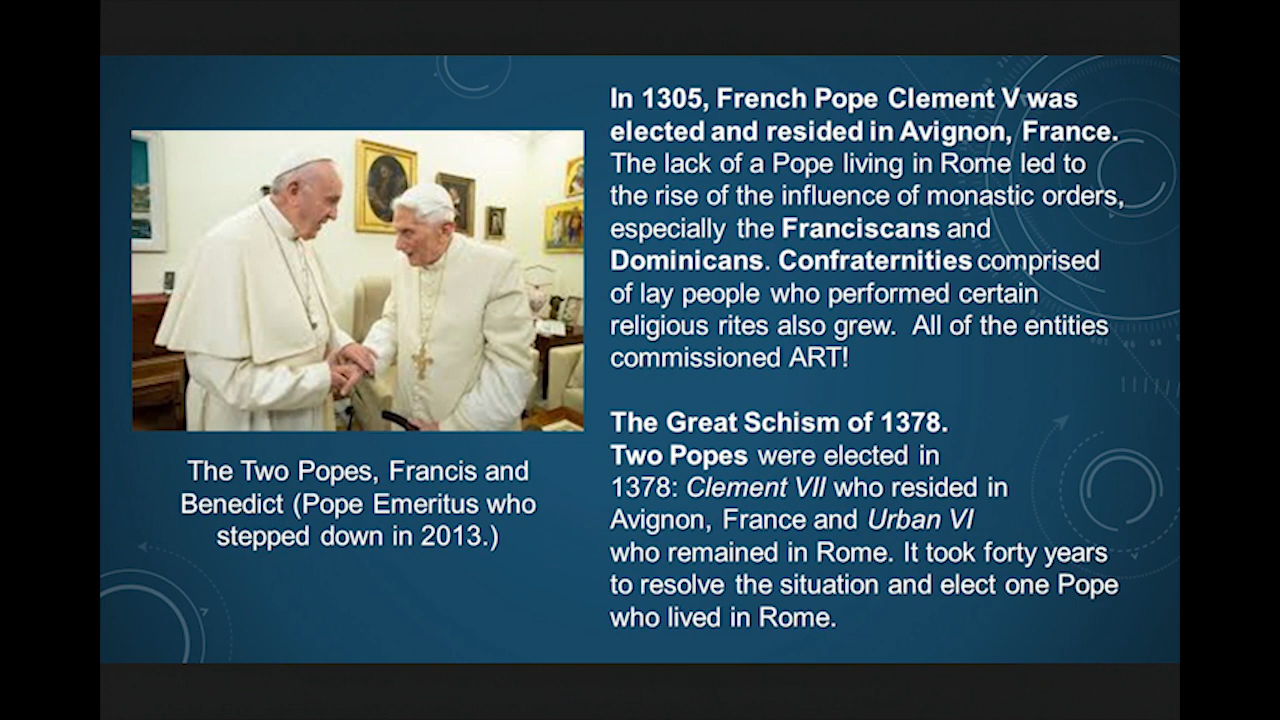 In 1305, French Pope Clement V was
elected and resided in Avignon, France.
The lack of a Pope living in Rome led to
the rise of the influence of monastic orders,
especially the Franciscans and
Dominicans. Confraternities comprised
of lay people who performed certain
religious rites also grew.  All of the entities
commissioned ART!
The Great Schism of 1378.
Two Popes were elected in
1378: Clement VII who resided in
Avignon, France and Urban VI
who remained in Rome. It took forty years
to resolve the situation and elect one Pope
who lived in Rome.
The Two Popes, Francis and
Benedict (Pope Emeritus who
stepped down in 2013.)